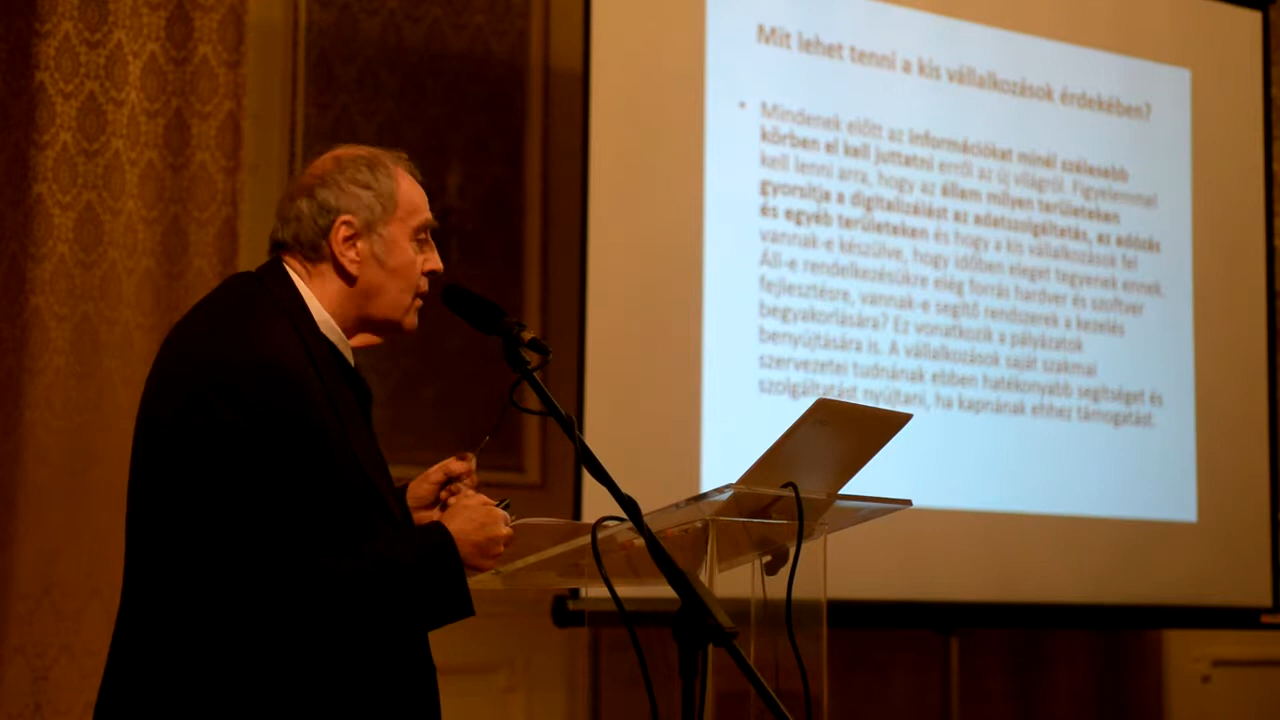 Mit lehet tenni a kis vállalkozások érdekében?
• Mindenek előtt az információket minél szélesebb
körben el kell juttatni erről az új világról. Figyelemmel
kell lenni arra, hogy az állam milyen területeken
gyorsítja a digitalizálást az adatszolgáltetés, ez adózás
és egyéb területeken és hogy a kis vállalkozások fel
vannak-e készülve, hogy időben eleget tegyenek ennek.
Áll-e rendelkezésükre elég forrás hardver és szoftver
fejlesztésre, vannak-e segítő rendszerek a kezelés
begyakorlására? Ez vonatkozik a pályázatok
benyújtására is. A vállalkozások saját szakmai
szervezetei tudnának ebben hatékonyabb segítséget és
szolgáltatást nyújtani, ha kapnának ehhez támogatást.